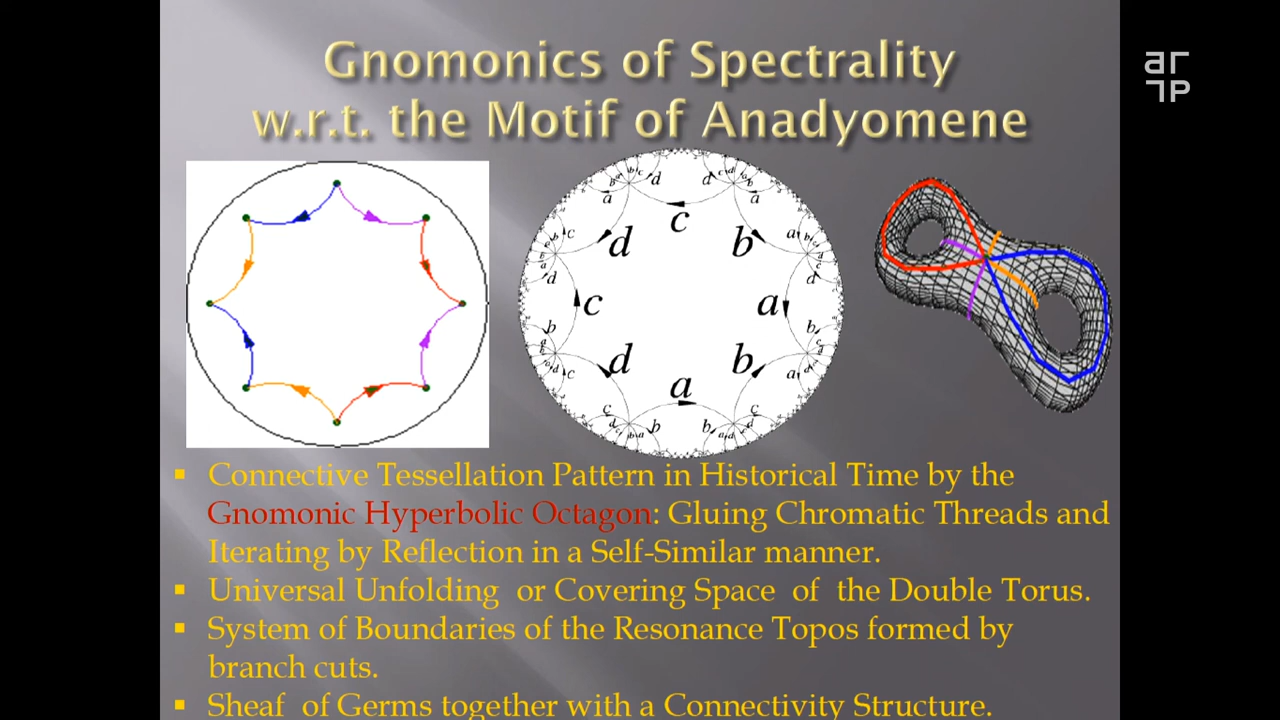 Gnomonics of Spectrality
w.r.t. the Motif of Anadyomene
ar
7P
c
d
b
c
a
d
b
a
▪ Connective Tessellation Pattern in Historical Time by the
Gnomonic Hyperbolic Octagon: Gluing Chromatic Threads and
Iterating by Reflection in a Self-Similar manner.
▪ Universal Unfolding or Covering Space of the Double Torus.
▪ System of Boundaries of the Resonance Topos formed by
branch cuts.
▪ Sheaf of Germs together with a Connectivity Structure.